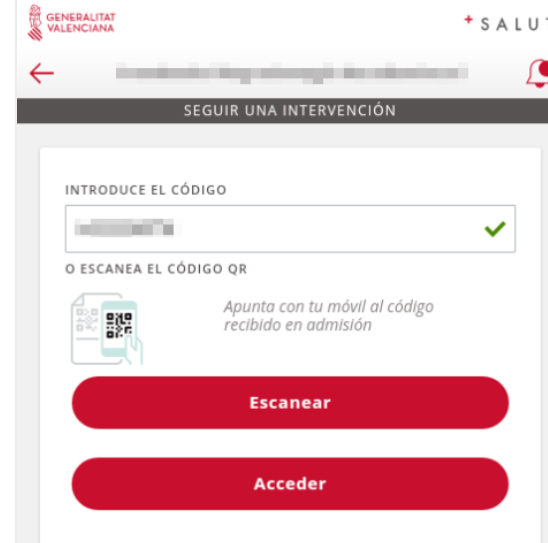 GENERALITAT
VALENCIANA
+SALUT
SEGUIR UNA INTERVENCIÓN
INTRODUCE EL CÓDIGO
O ESCANEA EL CÓDIGO QR
Apunta con tu móvil al código
recibido en admisión
Escanear
Acceder